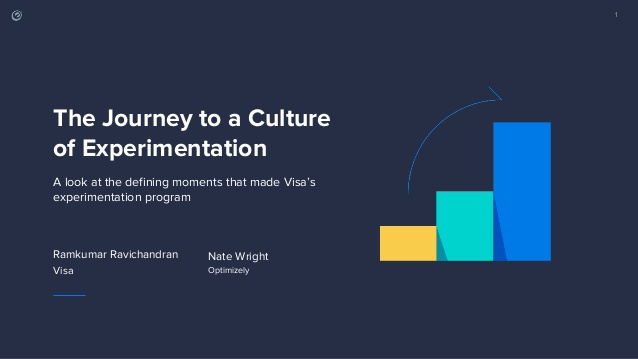 1
The Journey to a Culture
of Experimentation
A look at the defining moments that made Visa's
experimentation program
Ramkumar Ravichandran
Visa
Nate Wright
Optimizely